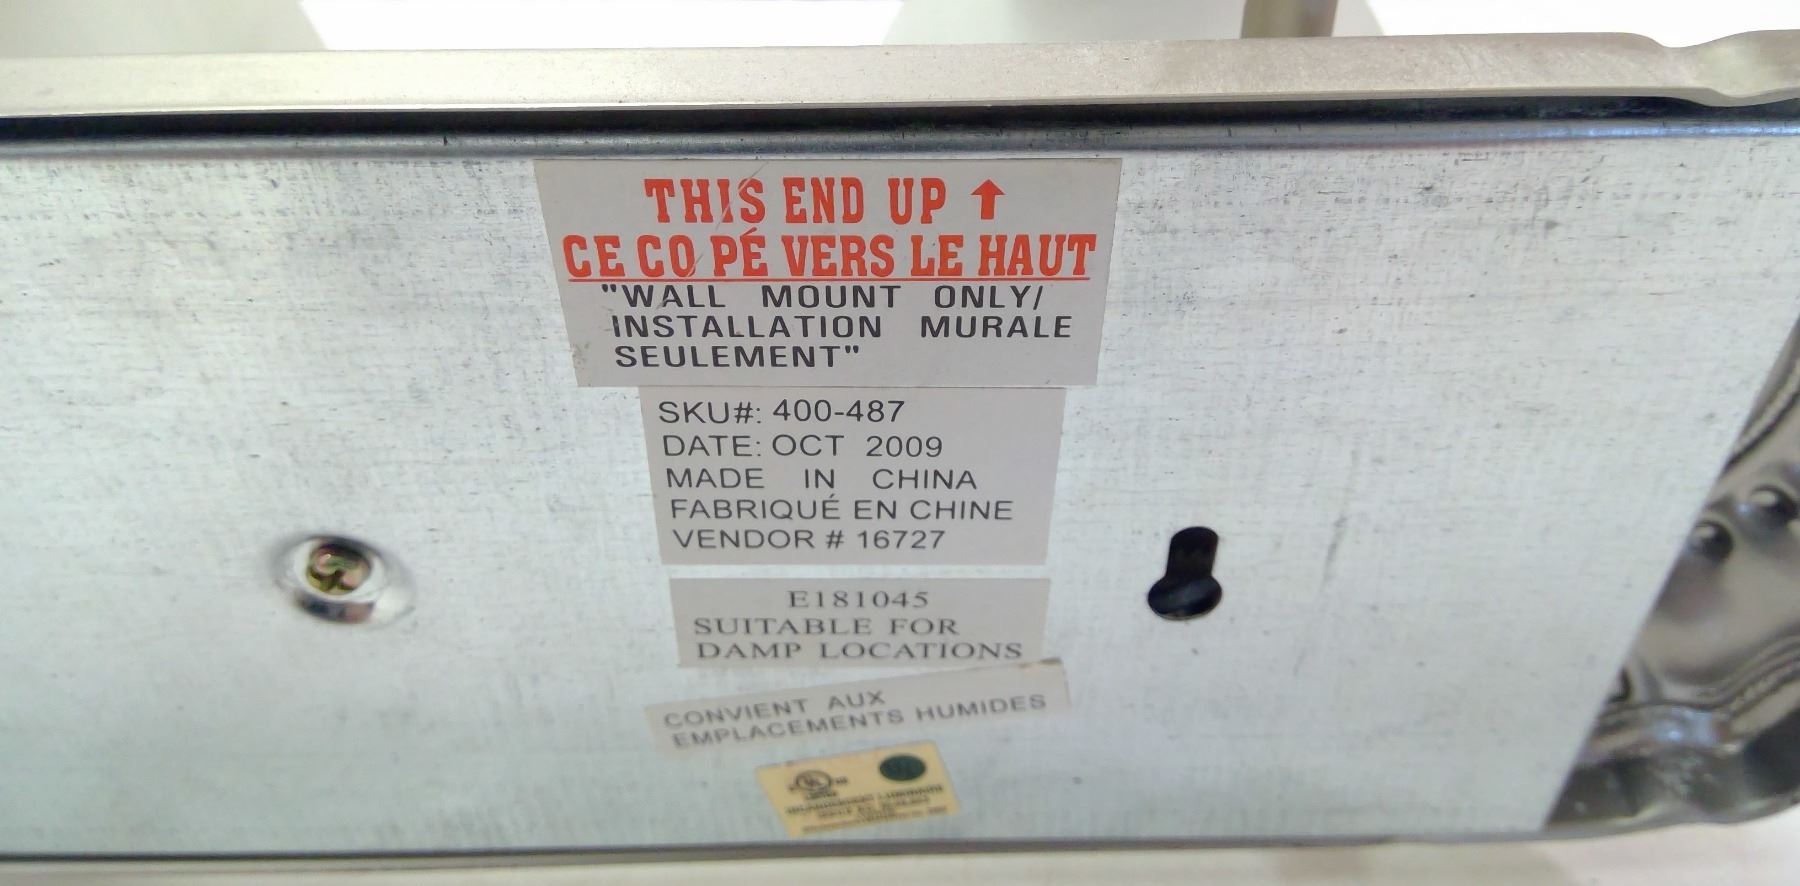 THIS END UP ↑
CE CO PÉ VERS LE HAUT
"WALL MOUNT ONLY/
INSTALLATION MURALE
SEULEMENT"
SKU#: 400-487
DATE: OCT 2009
MADE IN CHINA
FABRIQUÉ EN CHINE
VENDOR # 16727
E181045
SUITABLE FOR
DAMP LOCATIONS
CONVIENT AUX
EMPLACEMENTS HUMIDES
UL